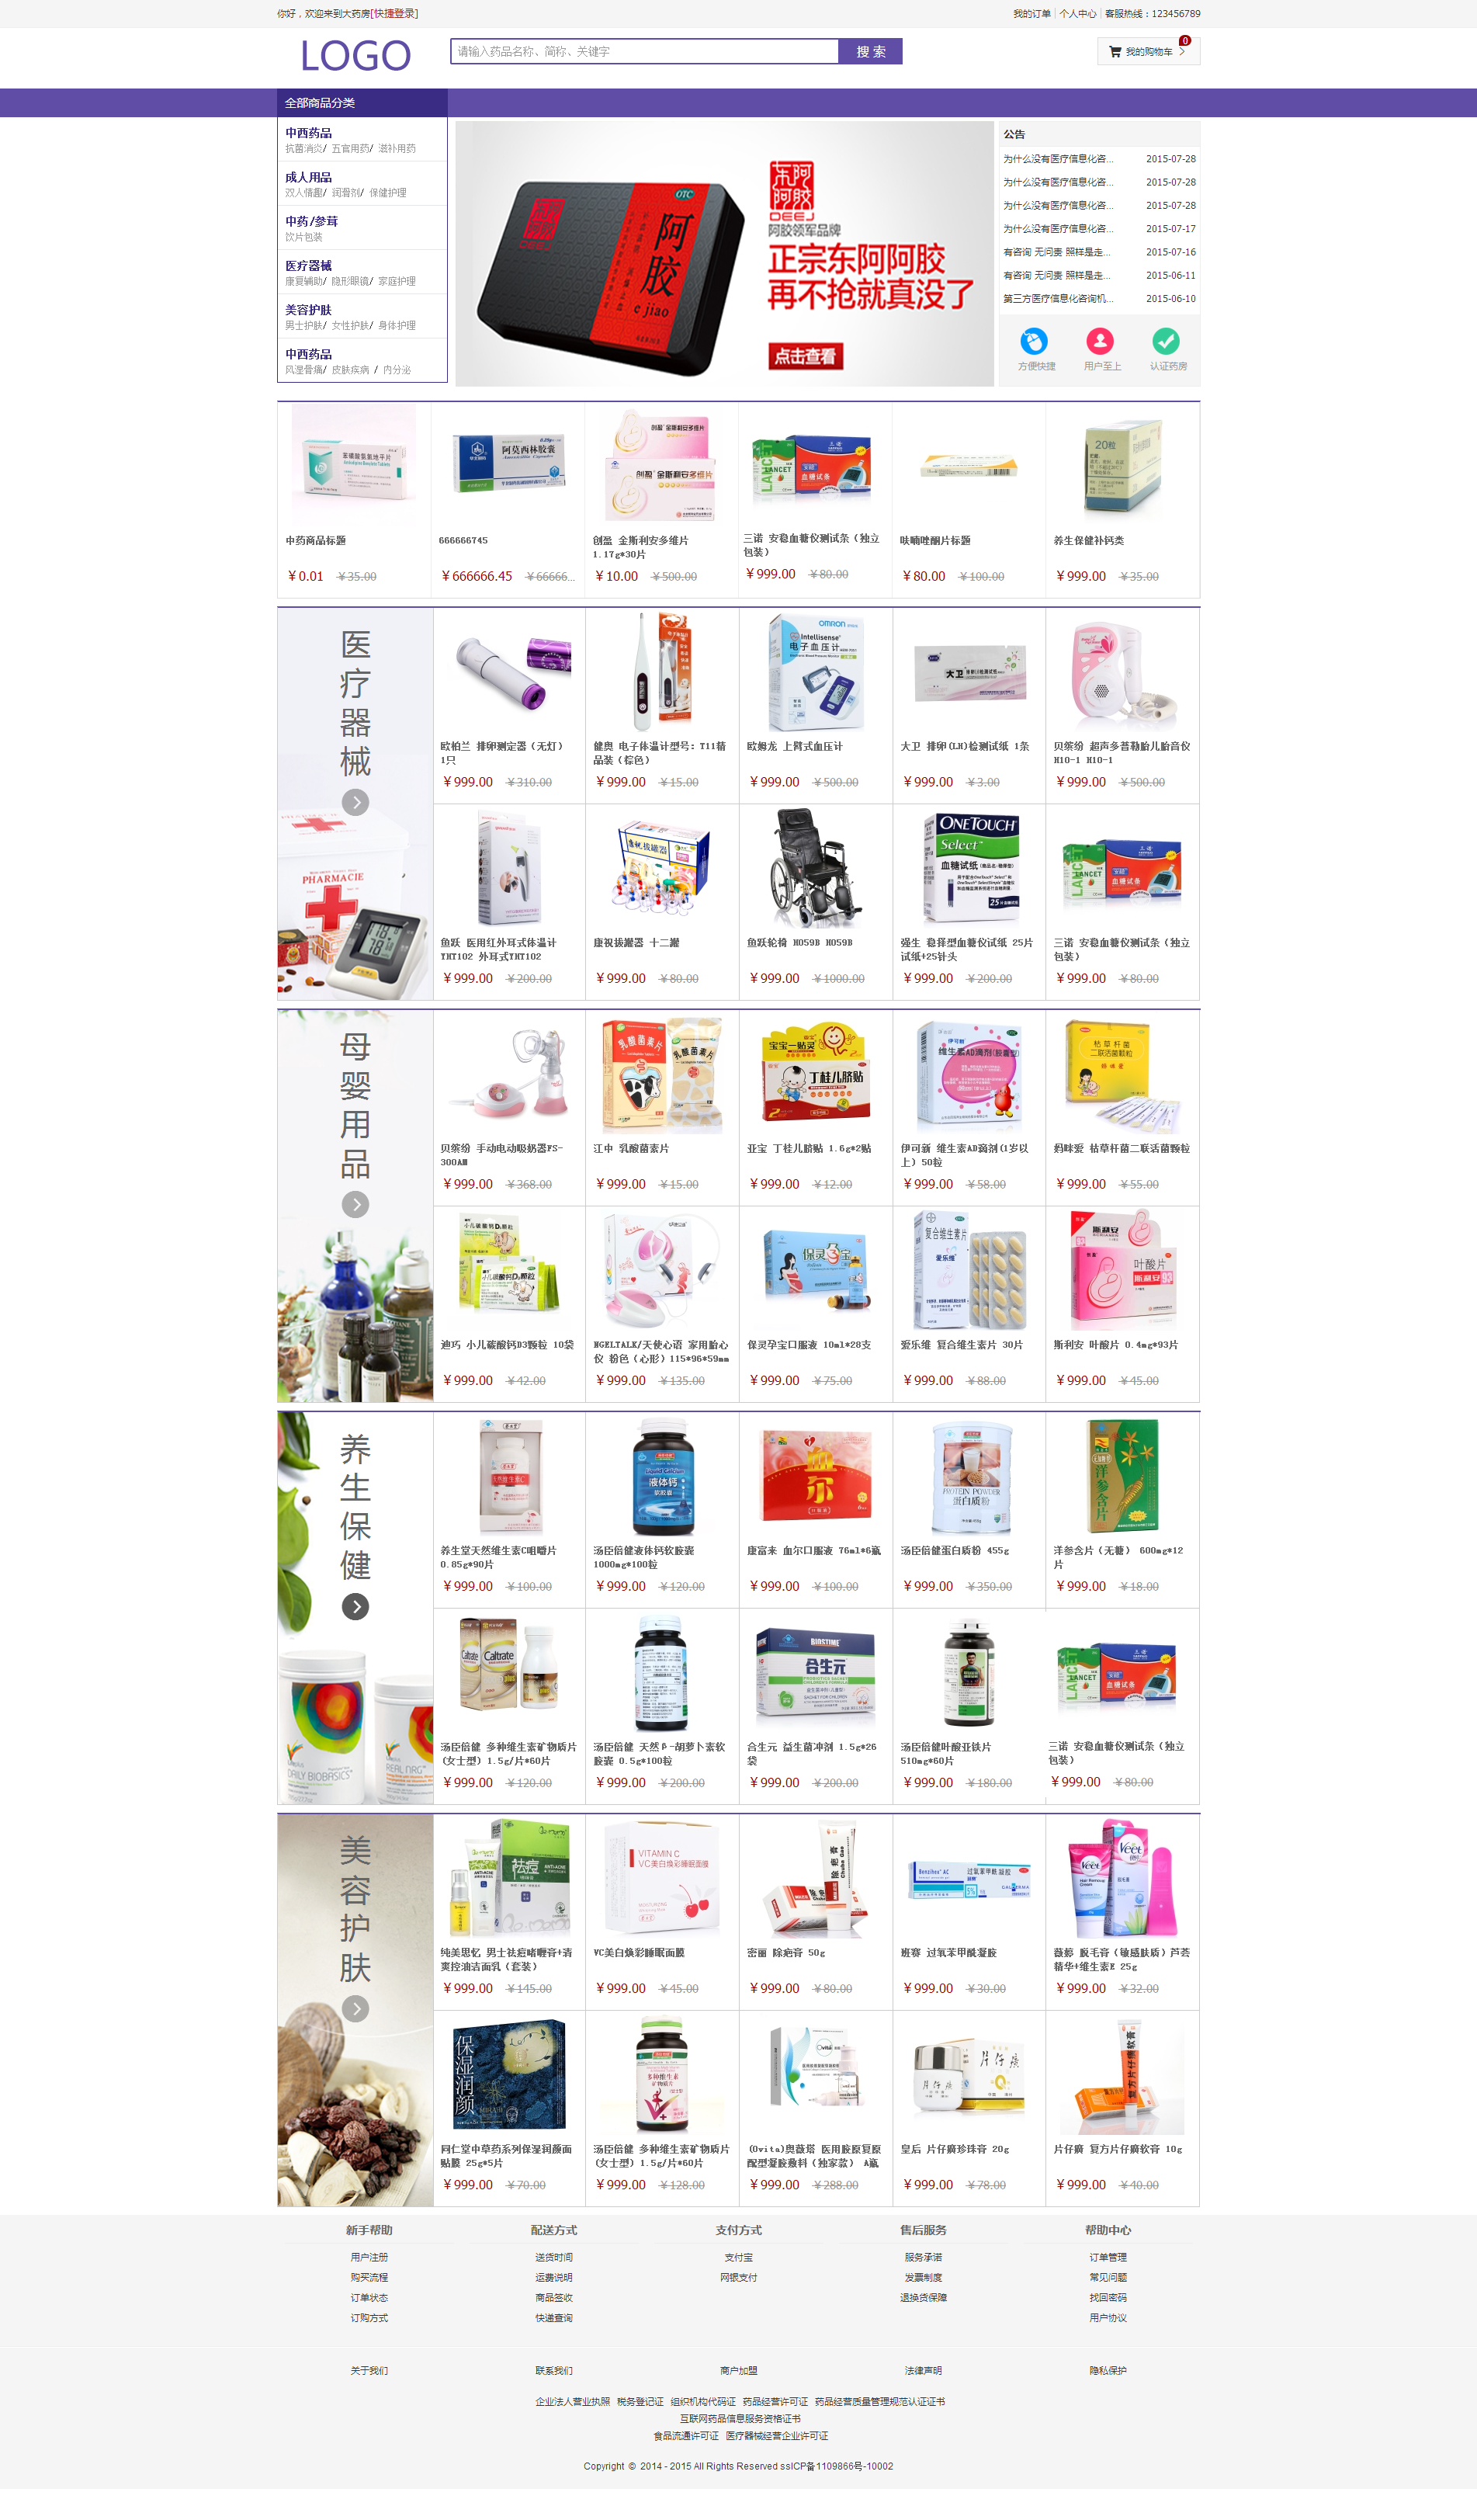 你好，欢迎来到大药房[快捷登录]
我的订单 个人中心 客服热线：123456789
LOGO
请输入药品名称、简称、关键字
搜 索
我的购物车
0
全部商品分类
中西药品
抗菌消炎/ 五官用药/ 滋补用药
成人用品
双人情趣/ 润滑剂/ 保健护理
中药/参茸
饮片包装
医疗器械
康复辅助/ 隐形眼镜/ 家庭护理
美容护肤
男士护肤/ 女性护肤/ 身体护理
中西药品
风湿骨痛/ 皮肤疾病 / 内分泌
OTC
阿胶
e jiao
东阿阿胶
DEEJ
阿胶领军品牌
正宗东阿阿胶
再不抢就真没了
点击查看
公告
为什么没有医疗信息化咨... 2015-07-28
为什么没有医疗信息化咨... 2015-07-28
为什么没有医疗信息化咨... 2015-07-28
为什么没有医疗信息化咨... 2015-07-17
有咨询 无问责 照样是走... 2015-07-16
有咨询 无问责 照样是走... 2015-06-11
第三方医疗信息化咨询机... 2015-06-10
方便快捷
用户至上
认证药房
中药商品标题
￥0.01 ￥35.00
666666745
￥666666.45 ￥66666...
创盈 金斯利安多维片
1.17g*30片
￥10.00 ￥500.00
三诺 安稳血糖仪测试条（独立
包装）
￥999.00 ￥80.00
呋喃唑酮片标题
￥80.00 ￥100.00
养生保健补钙类
￥999.00 ￥35.00
医疗器械
欧柏兰 排卵测定器（无灯）
1只
￥999.00 ￥310.00
健奥 电子体温计型号：T11精
品装（棕色）
￥999.00 ￥15.00
欧姆龙 上臂式血压计
￥999.00 ￥500.00
大卫 排卵(LH)检测试纸 1条
￥999.00 ￥3.00
贝缤纷 超声多普勒胎儿胎音仪
H10-1 H10-1
￥999.00 ￥500.00
鱼跃 医用红外耳式体温计
YHT102 外耳式YHT102
￥999.00 ￥200.00
康祝拔罐器 十二罐
￥999.00 ￥80.00
鱼跃轮椅 H059B H059B
￥999.00 ￥1000.00
强生 稳择型血糖仪试纸 25片
试纸+25针头
￥999.00 ￥200.00
三诺 安稳血糖仪测试条（独立
包装）
￥999.00 ￥80.00
母婴用品
贝缤纷 手动电动吸奶器FS-
300AM
￥999.00 ￥368.00
江中 乳酸菌素片
￥999.00 ￥15.00
亚宝 丁桂儿脐贴 1.6g*2贴
￥999.00 ￥12.00
伊可新 维生素AD滴剂(1岁以
上) 50粒
￥999.00 ￥58.00
妈咪爱 枯草杆菌二联活菌颗粒
￥999.00 ￥55.00
迪巧 小儿碳酸钙D3颗粒 10袋
￥999.00 ￥42.00
NGELTALK/天使心语 家用胎心
仪 粉色（心形）115*96*59mm
￥999.00 ￥135.00
保灵孕宝口服液 10ml*28支
￥999.00 ￥75.00
爱乐维 复合维生素片 30片
￥999.00 ￥88.00
斯利安 叶酸片 0.4mg*93片
￥999.00 ￥45.00
养生保健
养生堂天然维生素C咀嚼片
0.85g*90片
￥999.00 ￥100.00
汤臣倍健液体钙软胶囊
1000mg*100粒
￥999.00 ￥120.00
康富来 血尔口服液 76ml*6瓶
￥999.00 ￥100.00
汤臣倍健蛋白质粉 455g
￥999.00 ￥350.00
洋参含片（无糖） 600mg*12
片
￥999.00 ￥18.00
汤臣倍健 多种维生素矿物质片
(女士型) 1.5g/片*60片
￥999.00 ￥120.00
汤臣倍健 天然β-胡萝卜素软
胶囊 0.5g*100粒
￥999.00 ￥200.00
合生元 益生菌冲剂 1.5g*26
袋
￥999.00 ￥200.00
汤臣倍健叶酸亚铁片
510mg*60片
￥999.00 ￥180.00
三诺 安稳血糖仪测试条（独立
包装）
￥999.00 ￥80.00
美容护肤
纯美思忆 男士祛痘啫喱膏+清
爽控油洁面乳（套装）
￥999.00 ￥145.00
VC美白焕彩睡眠面膜
￥999.00 ￥45.00
密丽 除疤膏 50g
￥999.00 ￥80.00
班赛 过氧苯甲酰凝胶
￥999.00 ￥30.00
薇婷 脱毛膏（敏感肤质）芦荟
精华+维生素E 25g
￥999.00 ￥32.00
同仁堂中草药系列保湿润颜面
贴膜 25g*5片
￥999.00 ￥70.00
汤臣倍健 多种维生素矿物质片
(女士型) 1.5g/片*60片
￥999.00 ￥128.00
(Ovita)奥薇塔 医用胶原复原
配型凝胶敷料（独家款） A瓶
￥999.00 ￥288.00
皇后 片仔癀珍珠膏 20g
￥999.00 ￥78.00
片仔癀 复方片仔癀软膏 10g
￥999.00 ￥40.00
新手帮助 配送方式 支付方式 售后服务 帮助中心
用户注册 送货时间 支付宝 服务承诺 订单管理
购买流程 运费说明 网银支付 发票制度 常见问题
订单状态 商品签收 退换货保障 找回密码
订购方式 快递查询 用户协议
关于我们 联系我们 商户加盟 法律声明 隐私保护
企业法人营业执照 税务登记证 组织机构代码证 药品经营许可证 药品经营质量管理规范认证证书
互联网药品信息服务资格证书
食品流通许可证 医疗器械经营企业许可证
Copyright © 2014 - 2015 All Rights Reserved ssICP备1109866号-10002